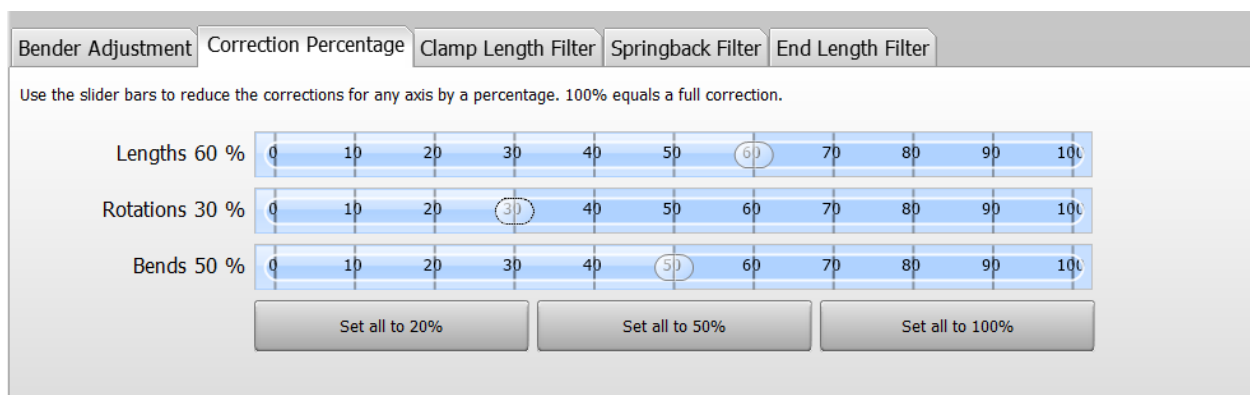 Bender Adjustment Correction Percentage Clamp Length Filter Springback Filter End Length Filter
Use the slider bars to reduce the corrections for any axis by a percentage. 100% equals a full correction.
Lengths 60 % 0 10 20 30 40 50 60 70 80 90 100
Rotations 30 % 0 10 20 30 40 50 60 70 80 90 100
Bends 50 % 0 10 20 30 40 50 60 70 80 90 100
Set all to 20% Set all to 50% Set all to 100%